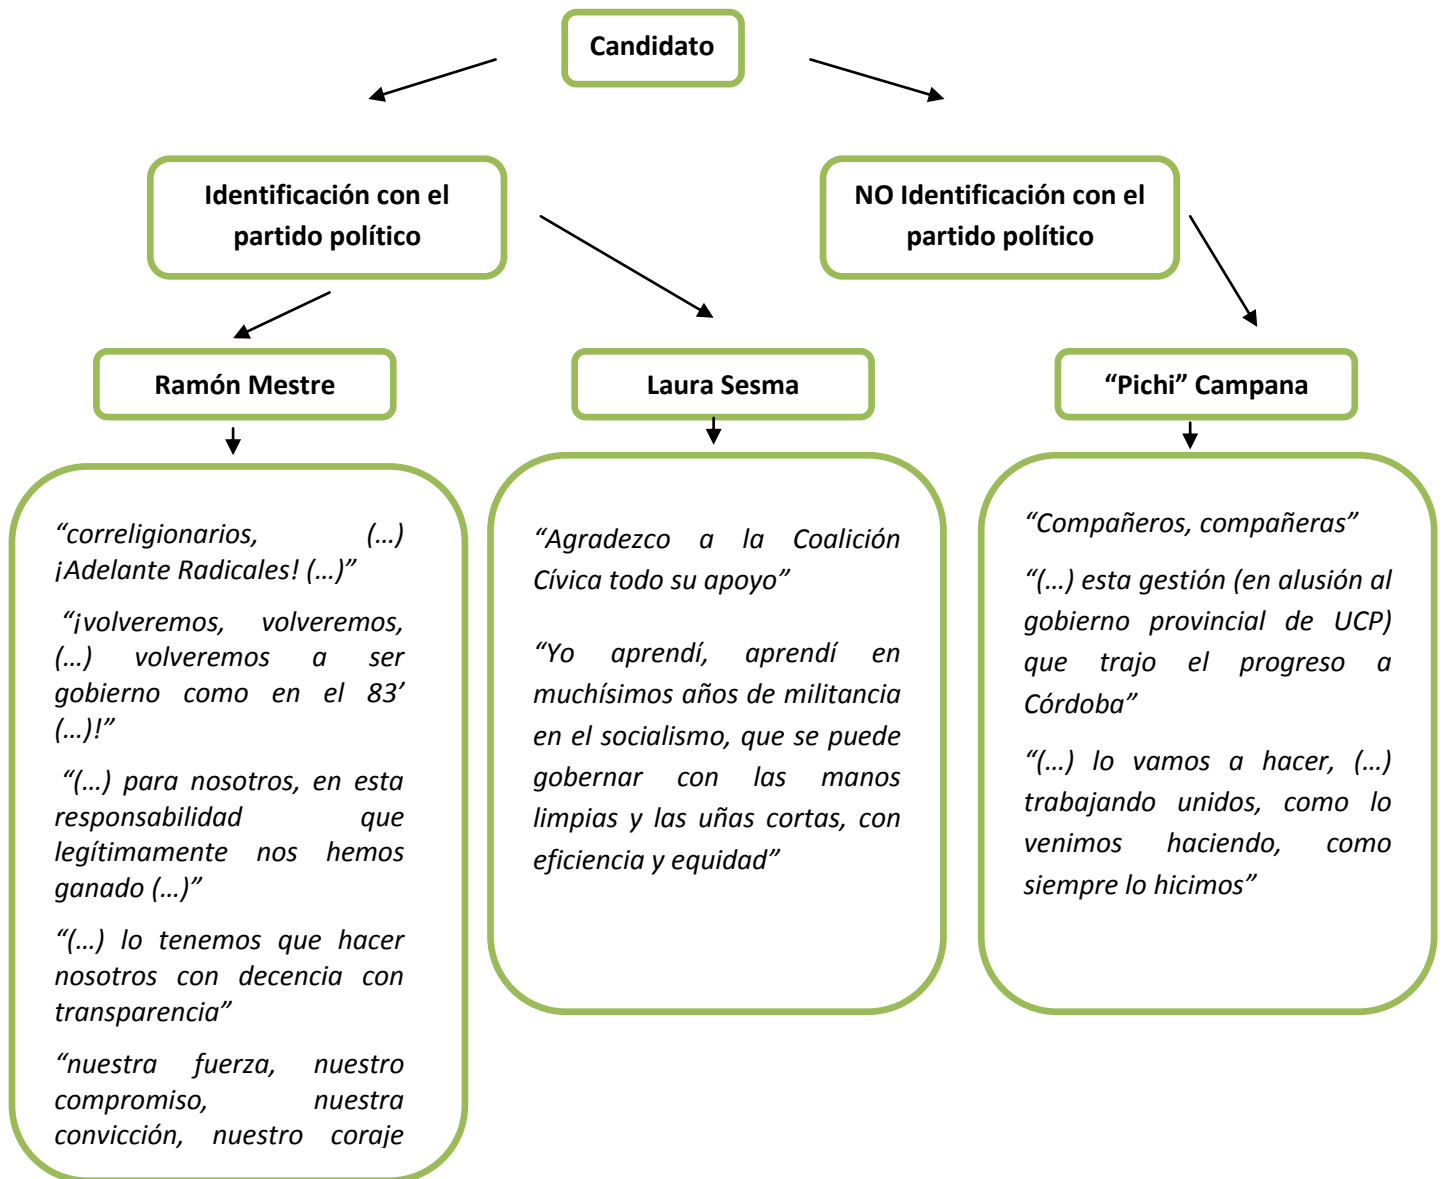 Candidato
Identificación con el
partido político
NO Identificación con el
partido político
Ramón Mestre
Laura Sesma
“Pichi” Campana
“correligionarios, (…)
¡Adelante Radicales! (…)”
“¡volveremos, volveremos,
(…) volveremos a ser
gobierno como en el 83’
(…)!”
“(…) para nosotros, en esta
responsabilidad que
legítimamente nos hemos
ganado (…)”
“(…) lo tenemos que hacer
nosotros con decencia con
transparencia”
“nuestra fuerza, nuestro
compromiso, nuestra
convicción, nuestro coraje
“Agradezco a la Coalición
Cívica todo su apoyo”
“Yo aprendí, aprendí en
muchísimos años de militancia
en el socialismo, que se puede
gobernar con las manos
limpias y las uñas cortas, con
eficiencia y equidad”
“Compañeros, compañeras”
“(…) esta gestión (en alusión al
gobierno provincial de UCP)
que trajo el progreso a
Córdoba”
“(…) lo vamos a hacer, (…)
trabajando unidos, como lo
venimos haciendo, como
siempre lo hicimos”